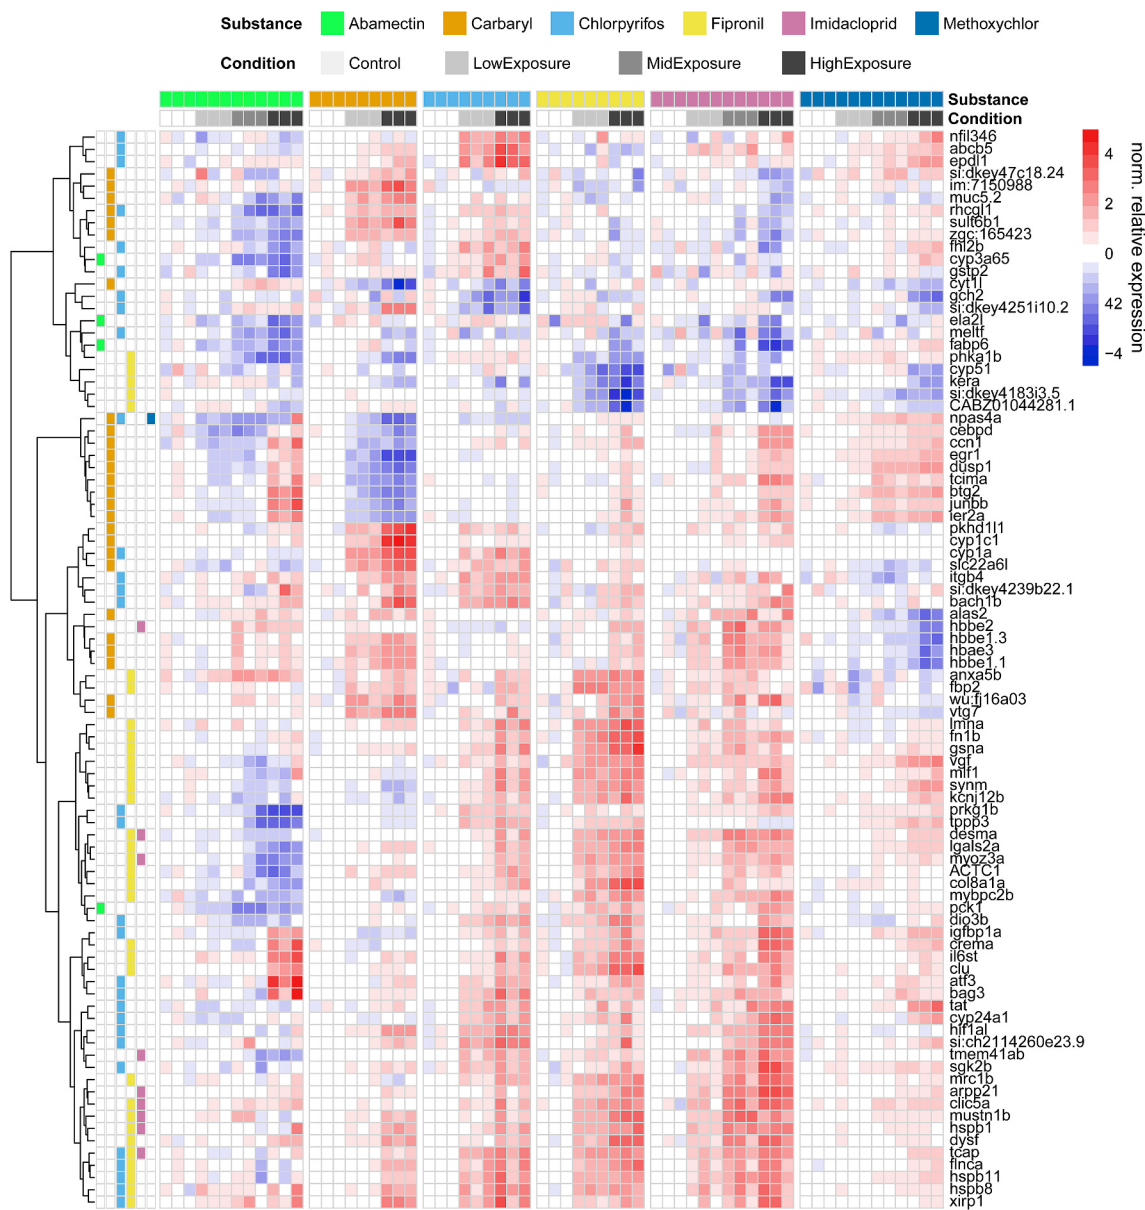 Substance Abamectin Carbaryl Chlorpyrifos Fipronil Imidacloprid Methoxychlor
Condition Control LowExposure MidExposure HighExposure
Substance
Condition
nfil346
abcb5
epdl1
si:dkey47c18.24
im:7150988
muc5.2
rhcgl1
sult6b1
zgc:165423
fhl2b
cyp3a65
gstp2
cyt1l
gch2
si:dkey4251i10.2
ela2l
meltf
fabp6
phka1b
cyp51
kera
si:dkey4183i3.5
CABZ01044281.1
npas4a
cebpd
ccn1
egr1
dusp1
tcima
btg2
junbb
ier2a
pkhd1l1
cyp1c1
cyp1a
slc22a6l
itgb4
si:dkey4239b22.1
bach1b
alas2
hbbe2
hbbe1.3
hbae3
hbbe1.1
anxa5b
fbp2
wu:fj16a03
vtg7
lmna
fn1b
gsna
vgf
mlf1
synm
kcnj12b
prkg1b
tppp3
desma
lgals2a
myoz3a
ACTC1
col8a1a
mybpc2b
pck1
dio3b
igfbp1a
crema
il6st
clu
atf3
bag3
tat
cyp24a1
hif1al
si:ch2114260e23.9
tmem41ab
sgk2b
mrc1b
arpp21
clic5a
mustn1b
hspb1
dysf
tcap
flnca
hspb11
hspb8
xirp1
4
2
0
42
−4
norm. relative expression